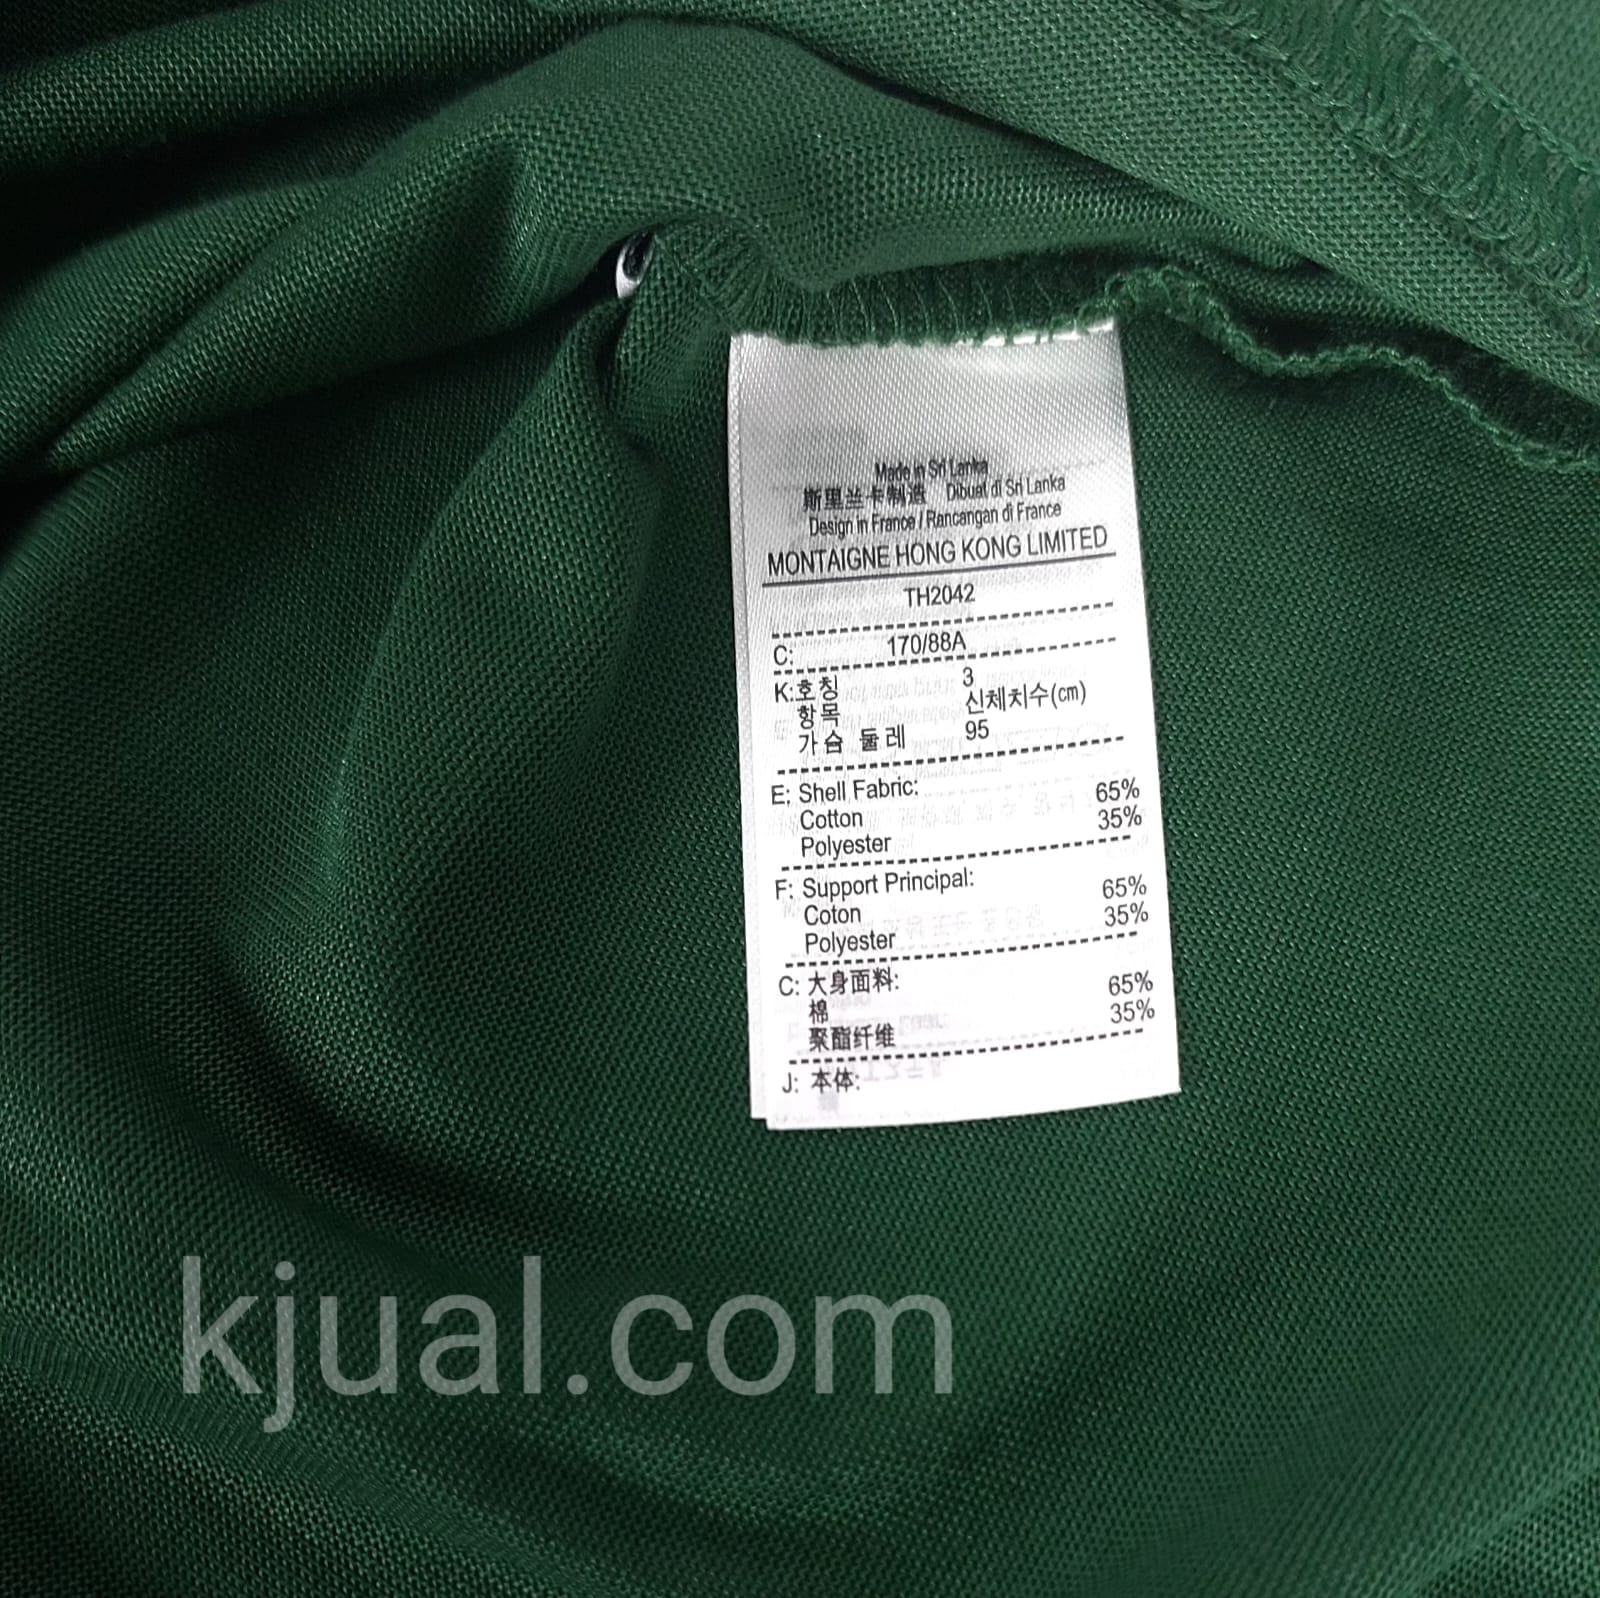 Made in Sri Lanka
斯里兰卡制造 Dibuat di Sri Lanka
Design in France / Rancangan di France
MONTAIGNE HONG KONG LIMITED
TH2042
C: 170/88A
K:호칭 3
항목 신체치수(cm)
가슴 둘레 95
E: Shell Fabric:
Cotton 65%
Polyester 35%
F: Support Principal:
Coton 65%
Polyester 35%
C: 大身面料:
棉 65%
聚酯纤维 35%
J: 本体:
kjual.com